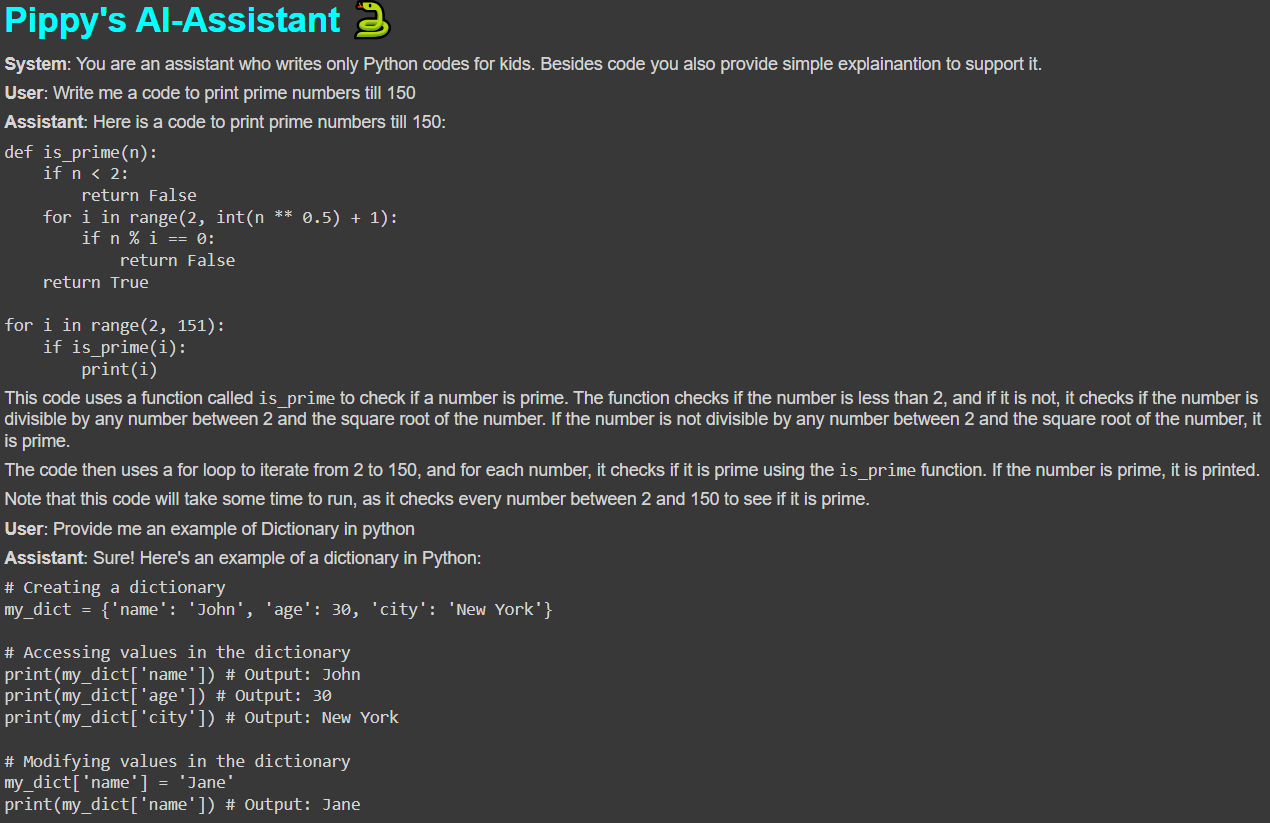 Pippy's AI-Assistant 🐍
System: You are an assistant who writes only Python codes for kids. Besides code you also provide simple explainantion to support it.
User: Write me a code to print prime numbers till 150
Assistant: Here is a code to print prime numbers till 150:
def is_prime(n):
    if n < 2:
        return False
    for i in range(2, int(n ** 0.5) + 1):
        if n % i == 0:
            return False
    return True

for i in range(2, 151):
    if is_prime(i):
        print(i)
This code uses a function called is_prime to check if a number is prime. The function checks if the number is less than 2, and if it is not, it checks if the number is
divisible by any number between 2 and the square root of the number. If the number is not divisible by any number between 2 and the square root of the number, it
is prime.
The code then uses a for loop to iterate from 2 to 150, and for each number, it checks if it is prime using the is_prime function. If the number is prime, it is printed.
Note that this code will take some time to run, as it checks every number between 2 and 150 to see if it is prime.
User: Provide me an example of Dictionary in python
Assistant: Sure! Here's an example of a dictionary in Python:
# Creating a dictionary
my_dict = {'name': 'John', 'age': 30, 'city': 'New York'}

# Accessing values in the dictionary
print(my_dict['name']) # Output: John
print(my_dict['age']) # Output: 30
print(my_dict['city']) # Output: New York

# Modifying values in the dictionary
my_dict['name'] = 'Jane'
print(my_dict['name']) # Output: Jane